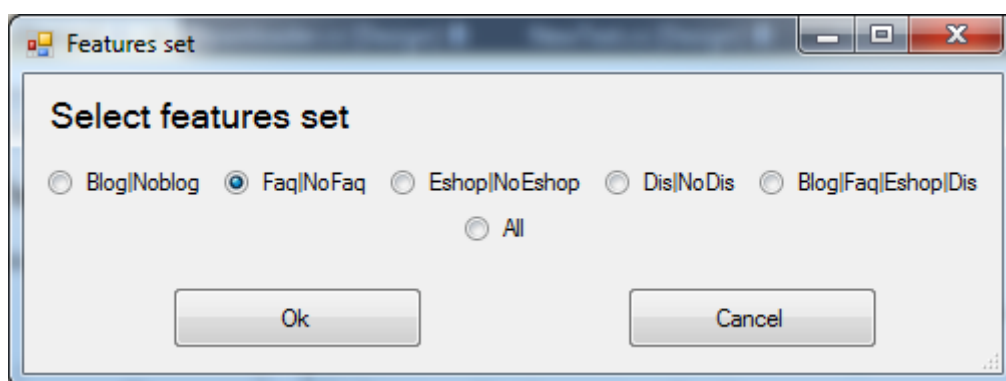 Features set
Select features set
Blog|Noblog Faq|NoFaq Eshop|NoEshop Dis|NoDis Blog|Faq|Eshop|Dis
All
Ok Cancel